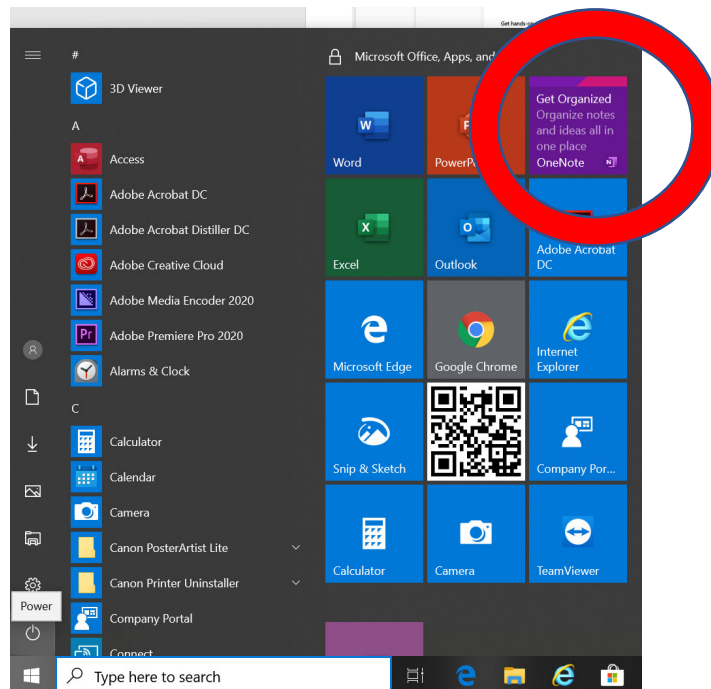 Get hands-on
#
3D Viewer
A
Access
Adobe Acrobat DC
Adobe Acrobat Distiller DC
Adobe Creative Cloud
Adobe Media Encoder 2020
Adobe Premiere Pro 2020
Alarms & Clock
C
Calculator
Calendar
Camera
Canon PosterArtist Lite
Canon Printer Uninstaller
Company Portal
Connect
Power
Type here to search
Microsoft Office, Apps, and
Word
Get Organized
Organize notes
and ideas all in
one place
OneNote
Excel
Outlook
Adobe Acrobat
DC
Microsoft Edge
Google Chrome
Internet
Explorer
Snip & Sketch
Company Por...
Calculator
Camera
TeamViewer